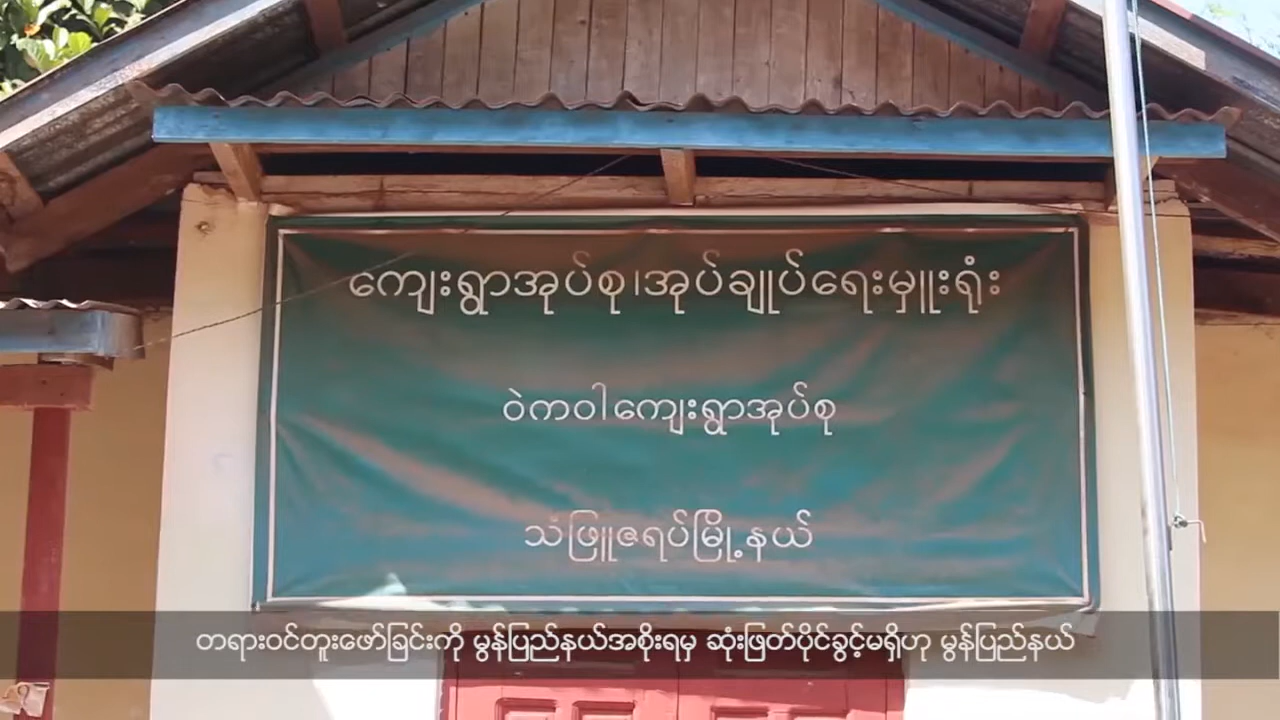 ကျေးရွာအုပ်စု၊အုပ်ချုပ်ရေးမှူးရုံး
ဝဲကဝါကျေးရွာအုပ်စု
သံဖြူဇရပ်မြို့နယ်
တရားဝင်တူးဖော်ခြင်းကို မွန်ပြည်နယ်အစိုးရမှ ဆုံးဖြတ်ပိုင်ခွင့်မရှိဟု မွန်ပြည်နယ်